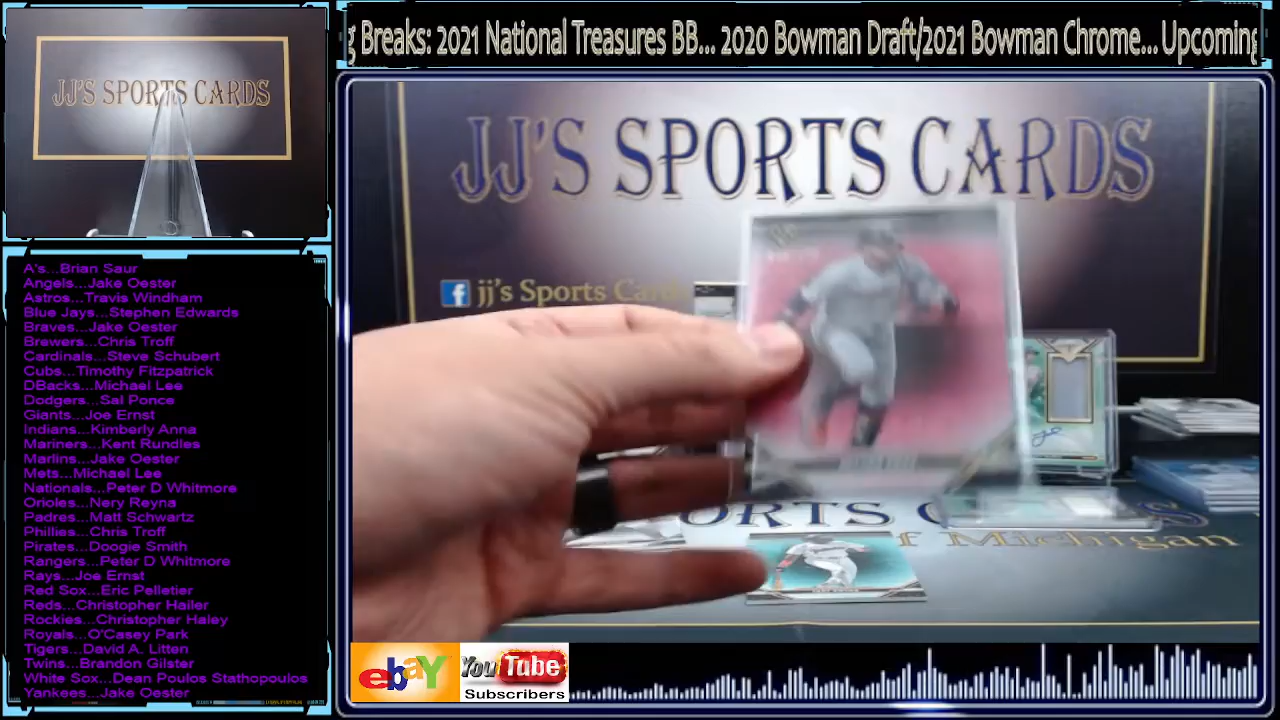 g Breaks: 2021 National Treasures BB... 2020 Bowman Draft/2021 Bowman Chrome... Upcoming
JJ'S SPORTS CARDS
JJ'S SPORTS CARDS
jj's Sports Cards
A's...Brian Saur
Angels...Jake Oester
Astros...Travis Windham
Blue Jays...Stephen Edwards
Braves...Jake Oester
Brewers...Chris Troff
Cardinals...Steve Schubert
Cubs...Timothy Fitzpatrick
DBacks...Michael Lee
Dodgers...Sal Ponce
Giants...Joe Ernst
Indians...Kimberly Anna
Mariners...Kent Rundles
Marlins...Jake Oester
Mets...Michael Lee
Nationals...Peter D Whitmore
Orioles...Nery Reyna
Padres...Matt Schwartz
Phillies...Chris Troff
Pirates...Doogie Smith
Rangers...Peter D Whitmore
Rays...Joe Ernst
Red Sox...Eric Pelletier
Reds...Christopher Hailer
Rockies...Christopher Haley
Royals...O'Casey Park
Tigers...David A. Litten
Twins...Brandon Gilster
White Sox...Dean Poulos Stathopoulos
Yankees...Jake Oester
ORTS C S
f Michigan
ebaY
YouTube
Subscribers